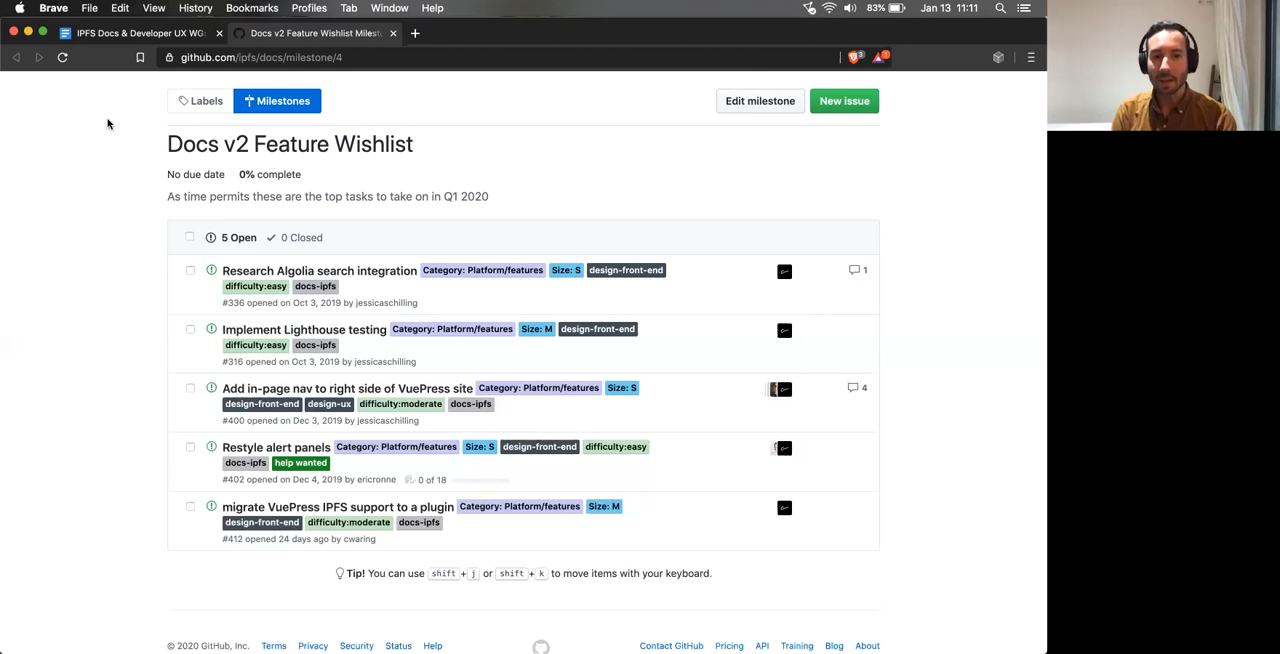 Brave File Edit View History Bookmarks Profiles Tab Window Help 83% Jan 13 11:11
IPFS Docs & Developer UX WG: × Docs v2 Feature Wishlist Milest × +
github.com/ipfs/docs/milestone/4 3 1
Labels Milestones Edit milestone New issue
Docs v2 Feature Wishlist
No due date 0% complete
As time permits these are the top tasks to take on in Q1 2020
5 Open 0 Closed
Research Algolia search integration Category: Platform/features Size: S design-front-end 1
difficulty:easy docs-ipfs
#336 opened on Oct 3, 2019 by jessicaschilling
Implement Lighthouse testing Category: Platform/features Size: M design-front-end
difficulty:easy docs-ipfs
#316 opened on Oct 3, 2019 by jessicaschilling
Add in-page nav to right side of VuePress site Category: Platform/features Size: S 4
design-front-end design-ux difficulty:moderate docs-ipfs
#400 opened on Dec 3, 2019 by jessicaschilling
Restyle alert panels Category: Platform/features Size: S design-front-end difficulty:easy
docs-ipfs help wanted
#402 opened on Dec 4, 2019 by ericronne 0 of 18
migrate VuePress IPFS support to a plugin Category: Platform/features Size: M
design-front-end difficulty:moderate docs-ipfs
#412 opened 24 days ago by cwaring
Tip! You can use shift + j or shift + k to move items with your keyboard.
© 2020 GitHub, Inc. Terms Privacy Security Status Help Contact GitHub Pricing API Training Blog About